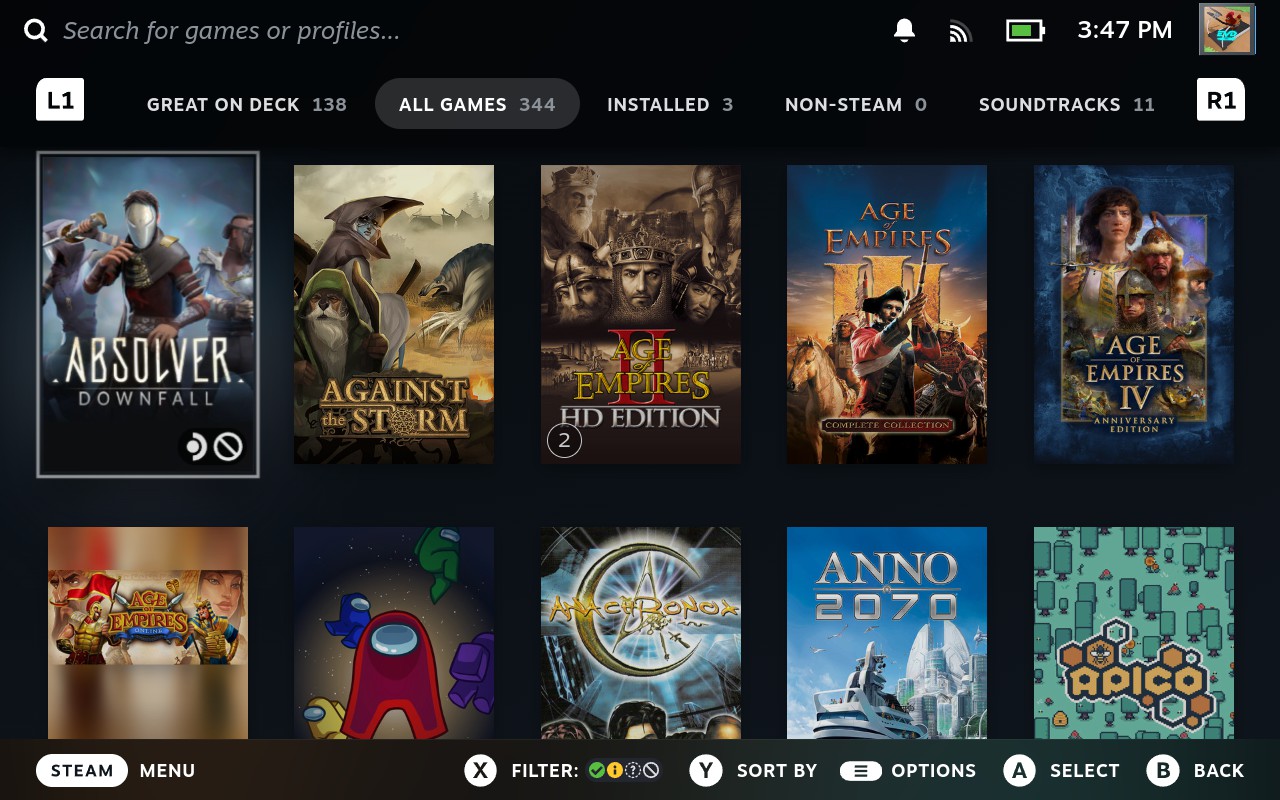 Search for games or profiles...
3:47 PM
L1
GREAT ON DECK 138
ALL GAMES 344
INSTALLED 3
NON-STEAM 0
SOUNDTRACKS 11
R1
ABSOLVER
DOWNFALL
AGAINST
the STORM
AGE
of
EMPIRES
II
HD EDITION
2
AGE
of
EMPIRES
III
COMPLETE COLLECTION
AGE
OF
EMPIRES
IV
ANNIVERSARY
EDITION
AGE
OF
EMPIRES
ONLINE
ANACHRONOX
ANNO
2070
APICO
STEAM MENU
X FILTER:
Y SORT BY
OPTIONS
A SELECT
B BACK